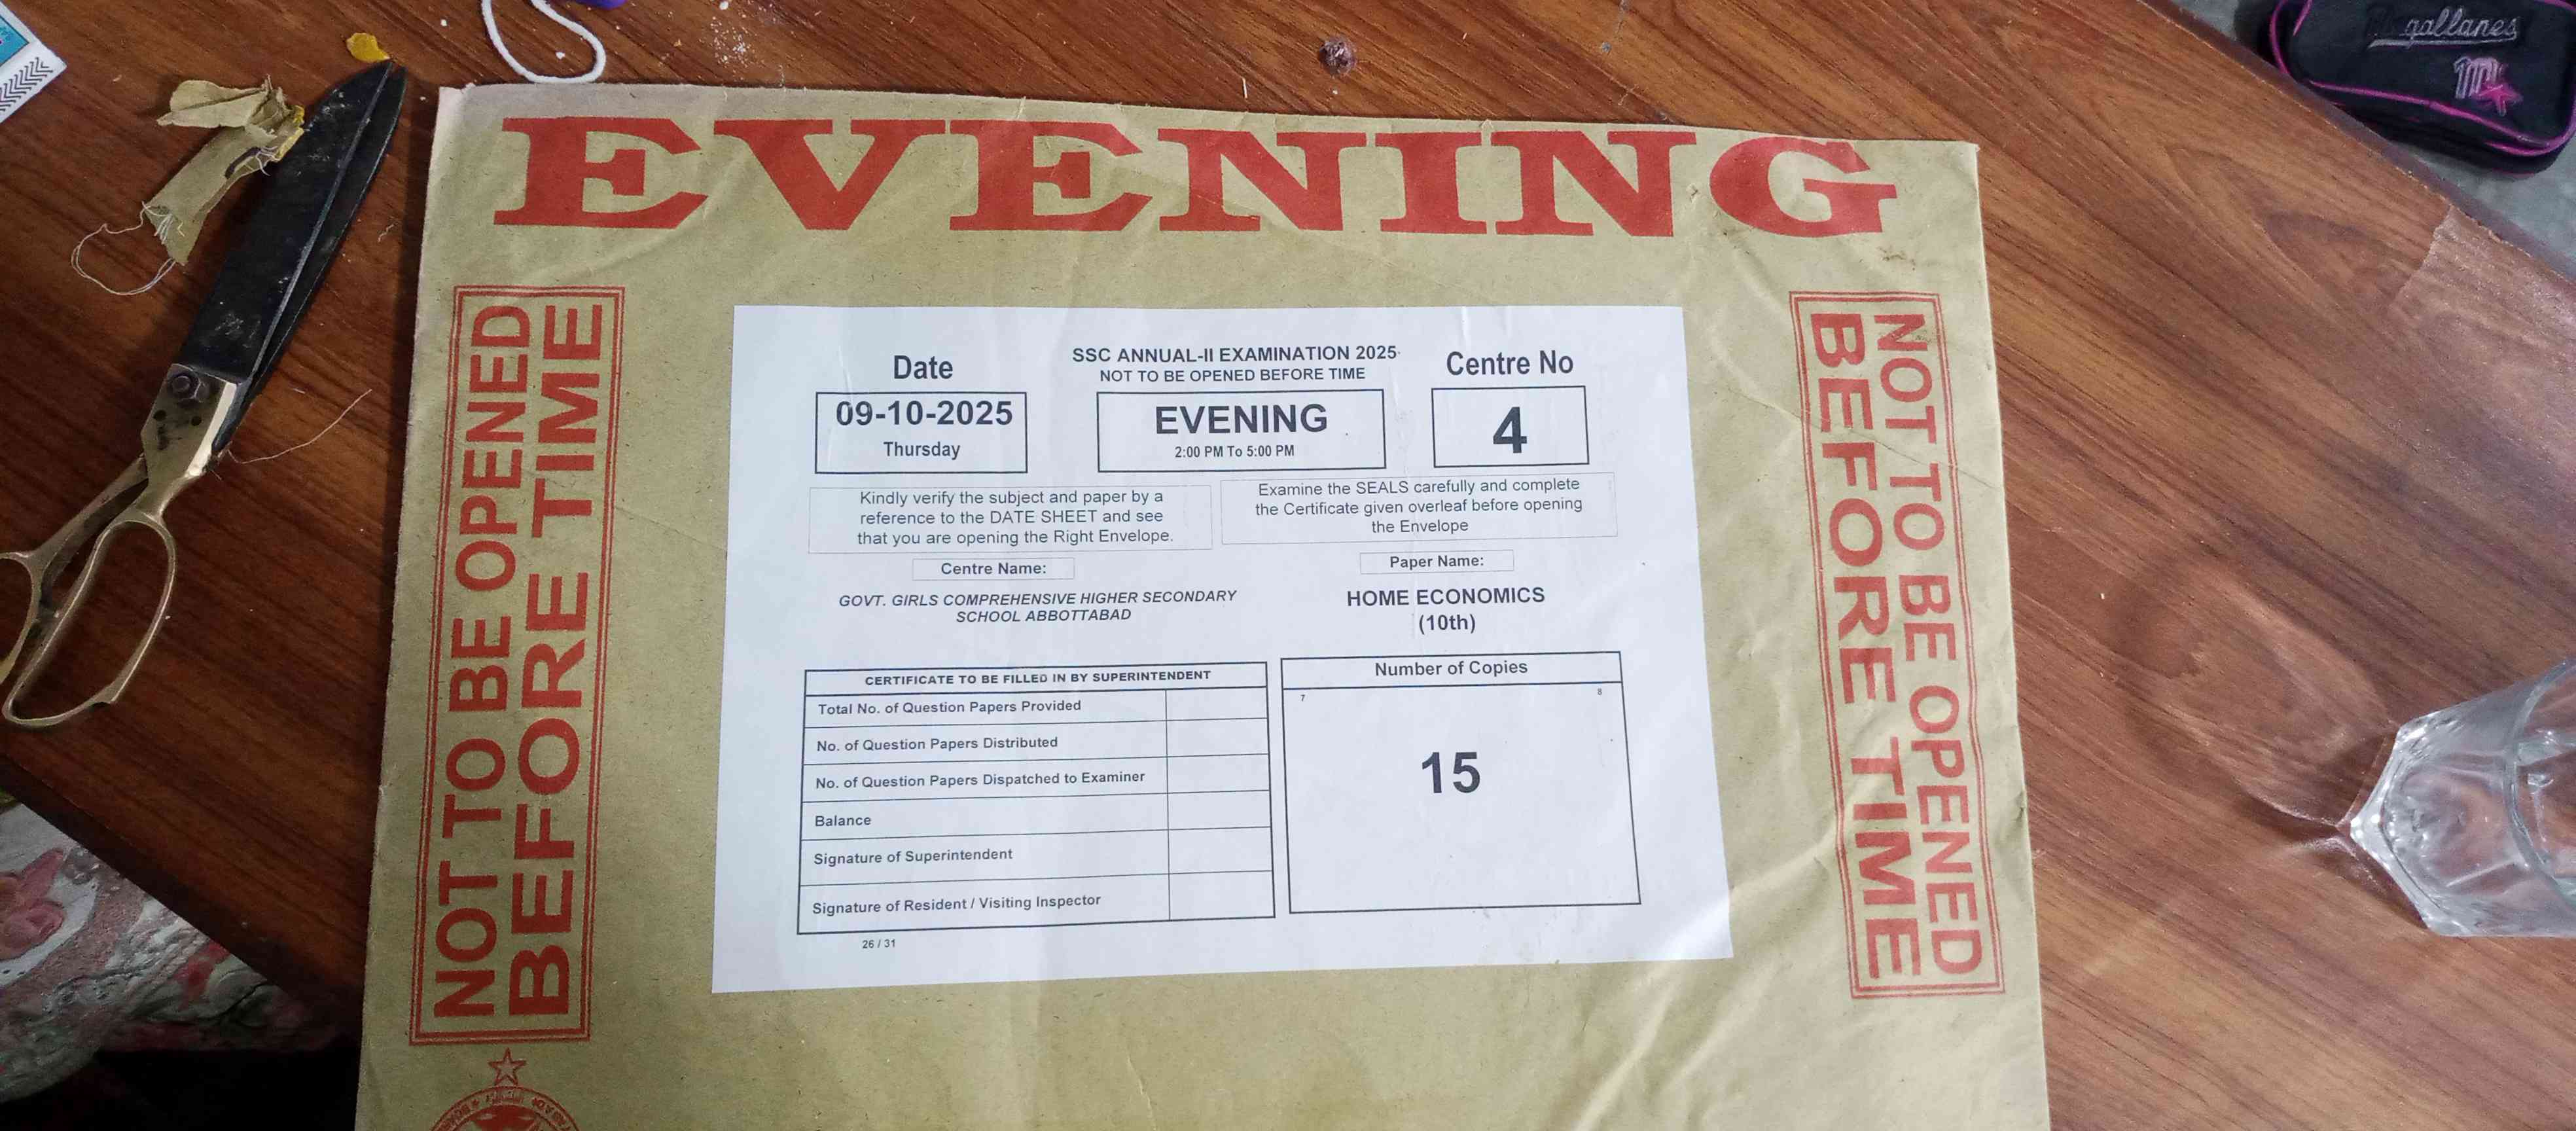 gallanes
EVENING
NOT TO BE OPENED
BEFORE TIME
Date
09-10-2025
Thursday
SSC ANNUAL-II EXAMINATION 2025
NOT TO BE OPENED BEFORE TIME
EVENING
2:00 PM To 5:00 PM
Centre No
4
Kindly verify the subject and paper by a
reference to the DATE SHEET and see
that you are opening the Right Envelope.
Examine the SEALS carefully and complete
the Certificate given overleaf before opening
the Envelope
Centre Name:
GOVT. GIRLS COMPREHENSIVE HIGHER SECONDARY
SCHOOL ABBOTTABAD
Paper Name:
HOME ECONOMICS
(10th)
CERTIFICATE TO BE FILLED IN BY SUPERINTENDENT
Total No. of Question Papers Provided
No. of Question Papers Distributed
No. of Question Papers Dispatched to Examiner
Balance
Signature of Superintendent
Signature of Resident / Visiting Inspector
Number of Copies
7 8
15
26 / 31
NOT TO BE OPENED
BEFORE TIME